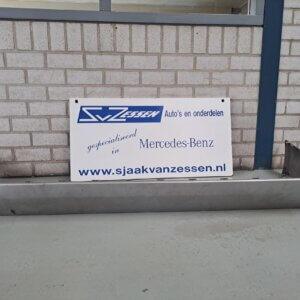 SvZESSEN Auto's en onderdelen
gespecialiseerd
in
Mercedes-Benz
www.sjaakvanzessen.nl